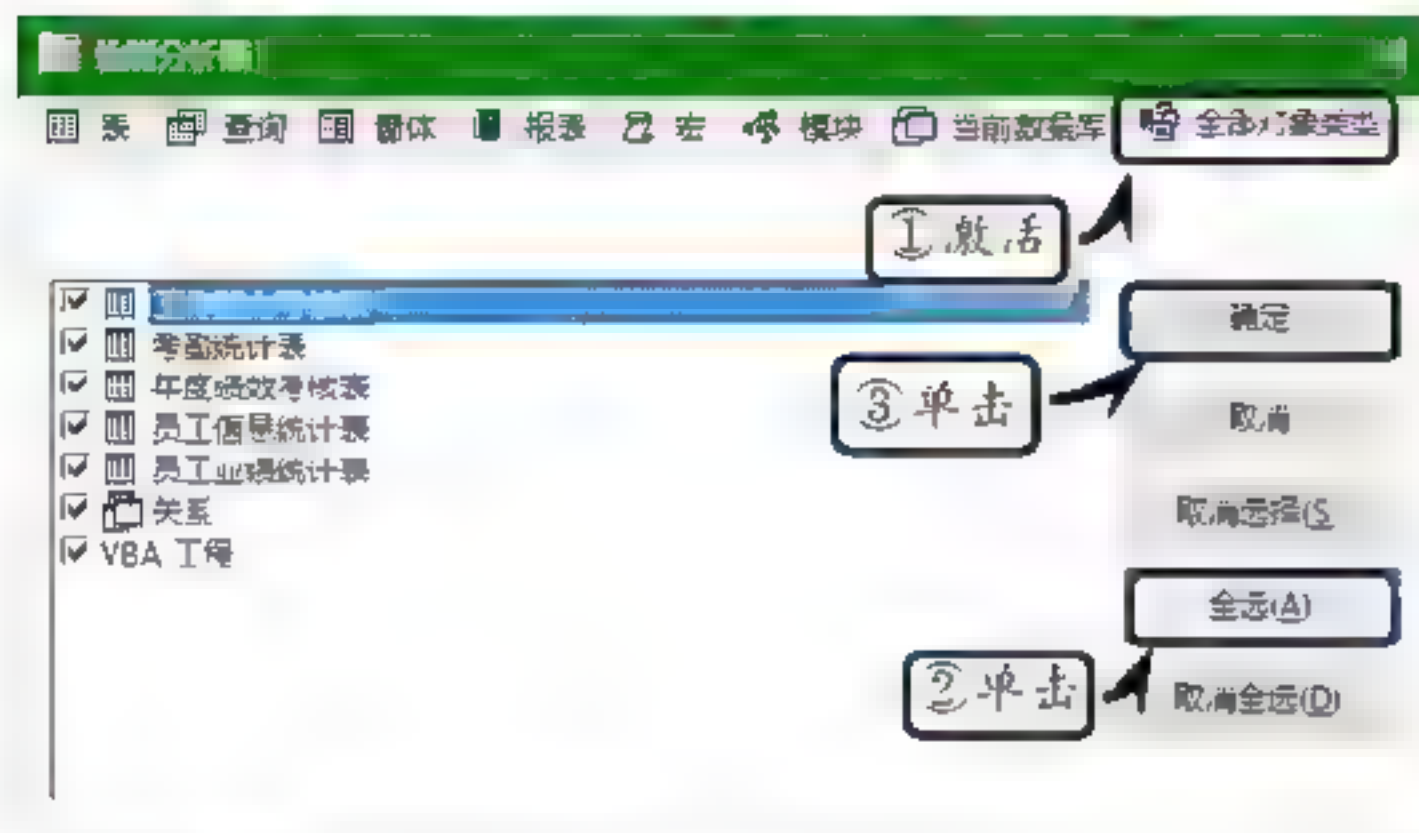 表 查询 窗体 报表 宏 模块 当前数据库 全部对象类型
①激活
确定
考勤统计表
年度绩效考核表
③单击
员工信息统计表
取消
员工业绩统计表
关系
取消选择(S
VBA 工程
全选(A)
②单击
取消全选(D)